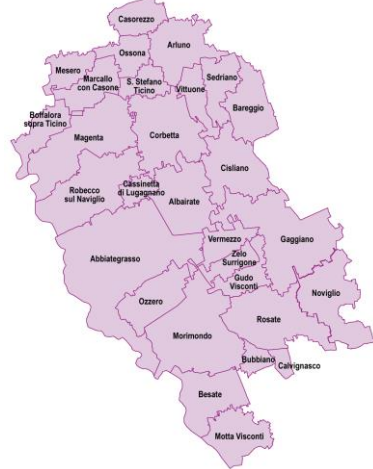 Casorezzo
Ossona
Arluno
Mesero
Marcallo
con Casone
S. Stefano
Ticino
Vittuone
Sedriano
Bareggio
Boffalora
sopra Ticino
Magenta
Corbetta
Cisliano
Robecco
sul Naviglio
Cassinetta
di Lugagnano
Albairate
Abbiategrasso
Vermezzo
Zelo
Surrigone
Gudo
Visconti
Gaggiano
Noviglio
Ozzero
Rosate
Morimondo
Bubbiano
Calvignasco
Besate
Motta Visconti